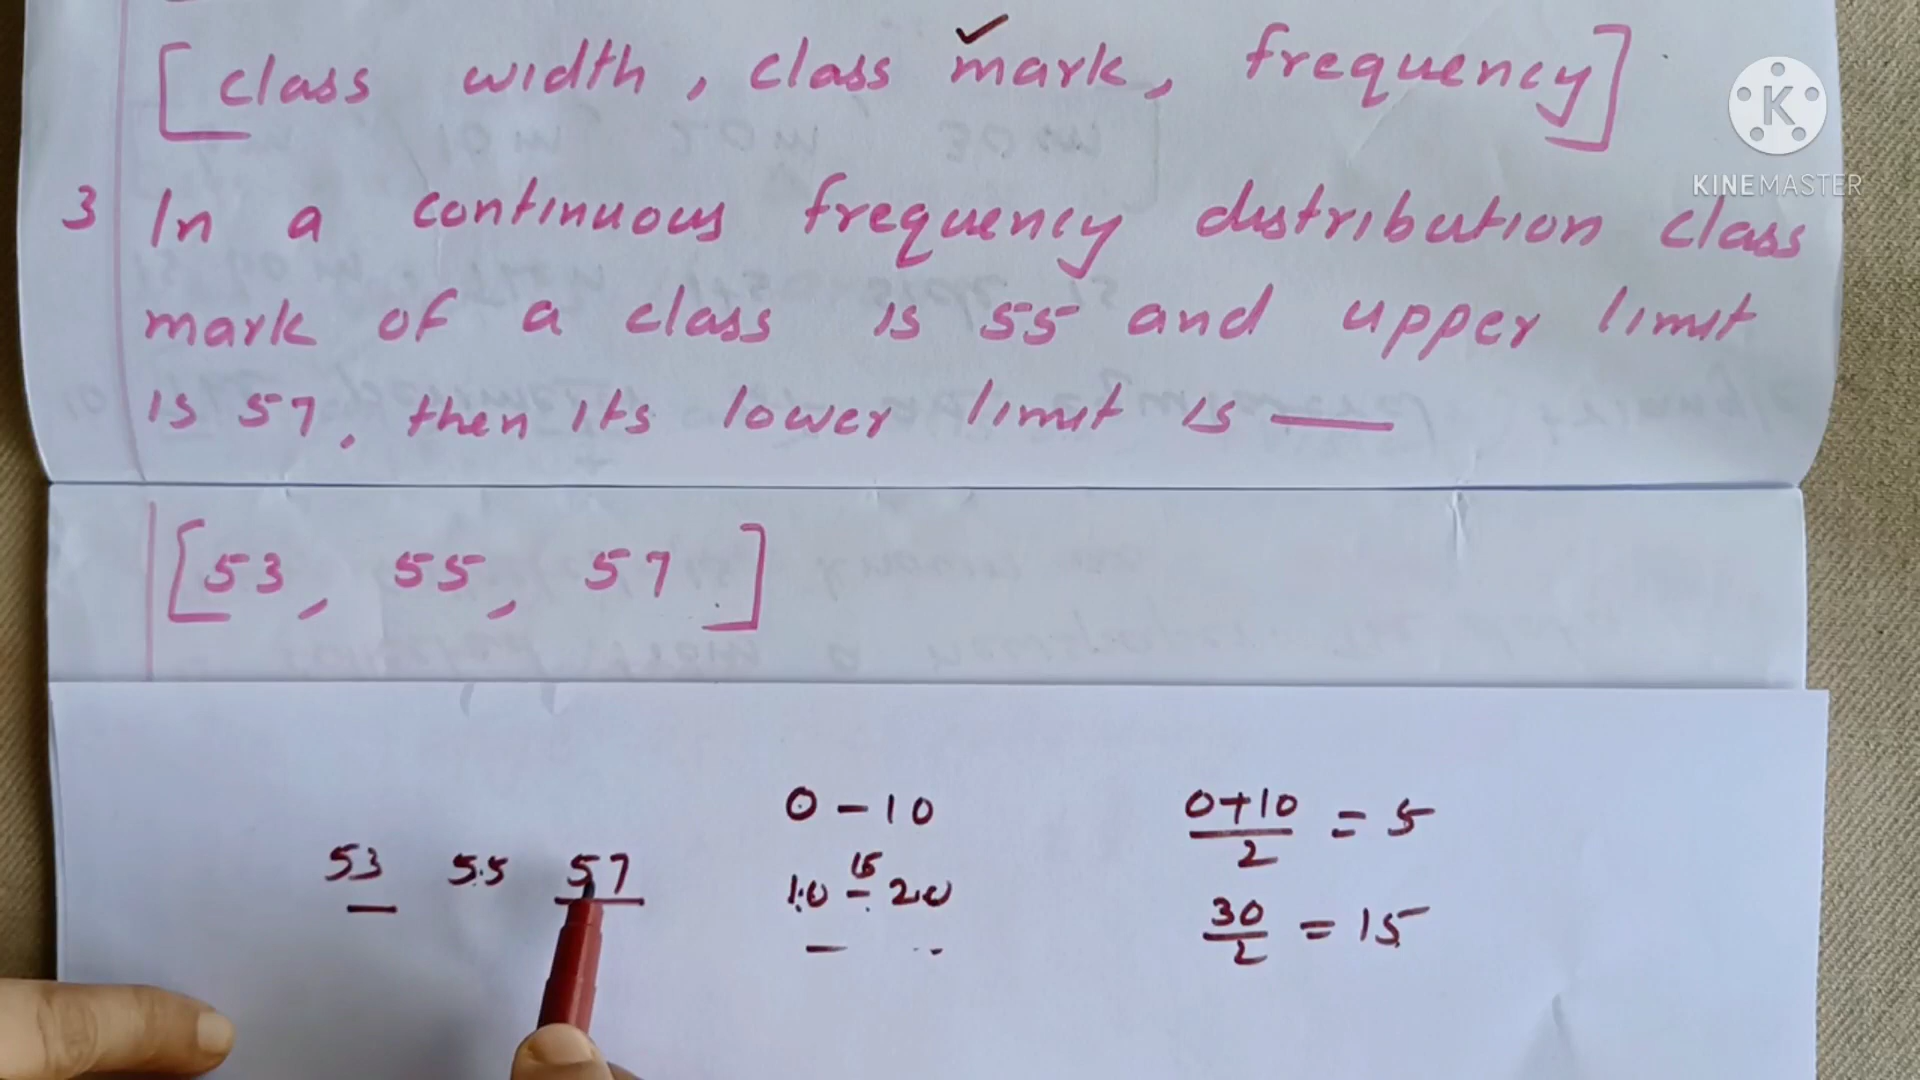 [class width, class mark, frequency]
K
KINEMASTER
3 In a continuous frequency distribution class
mark of a class is 55 and upper limit
is 57, then its lower limit is —
[53, 55, 57]
0 - 10
0+10/2 = 5
53 55 57
15
10 - 20
30/2 = 15